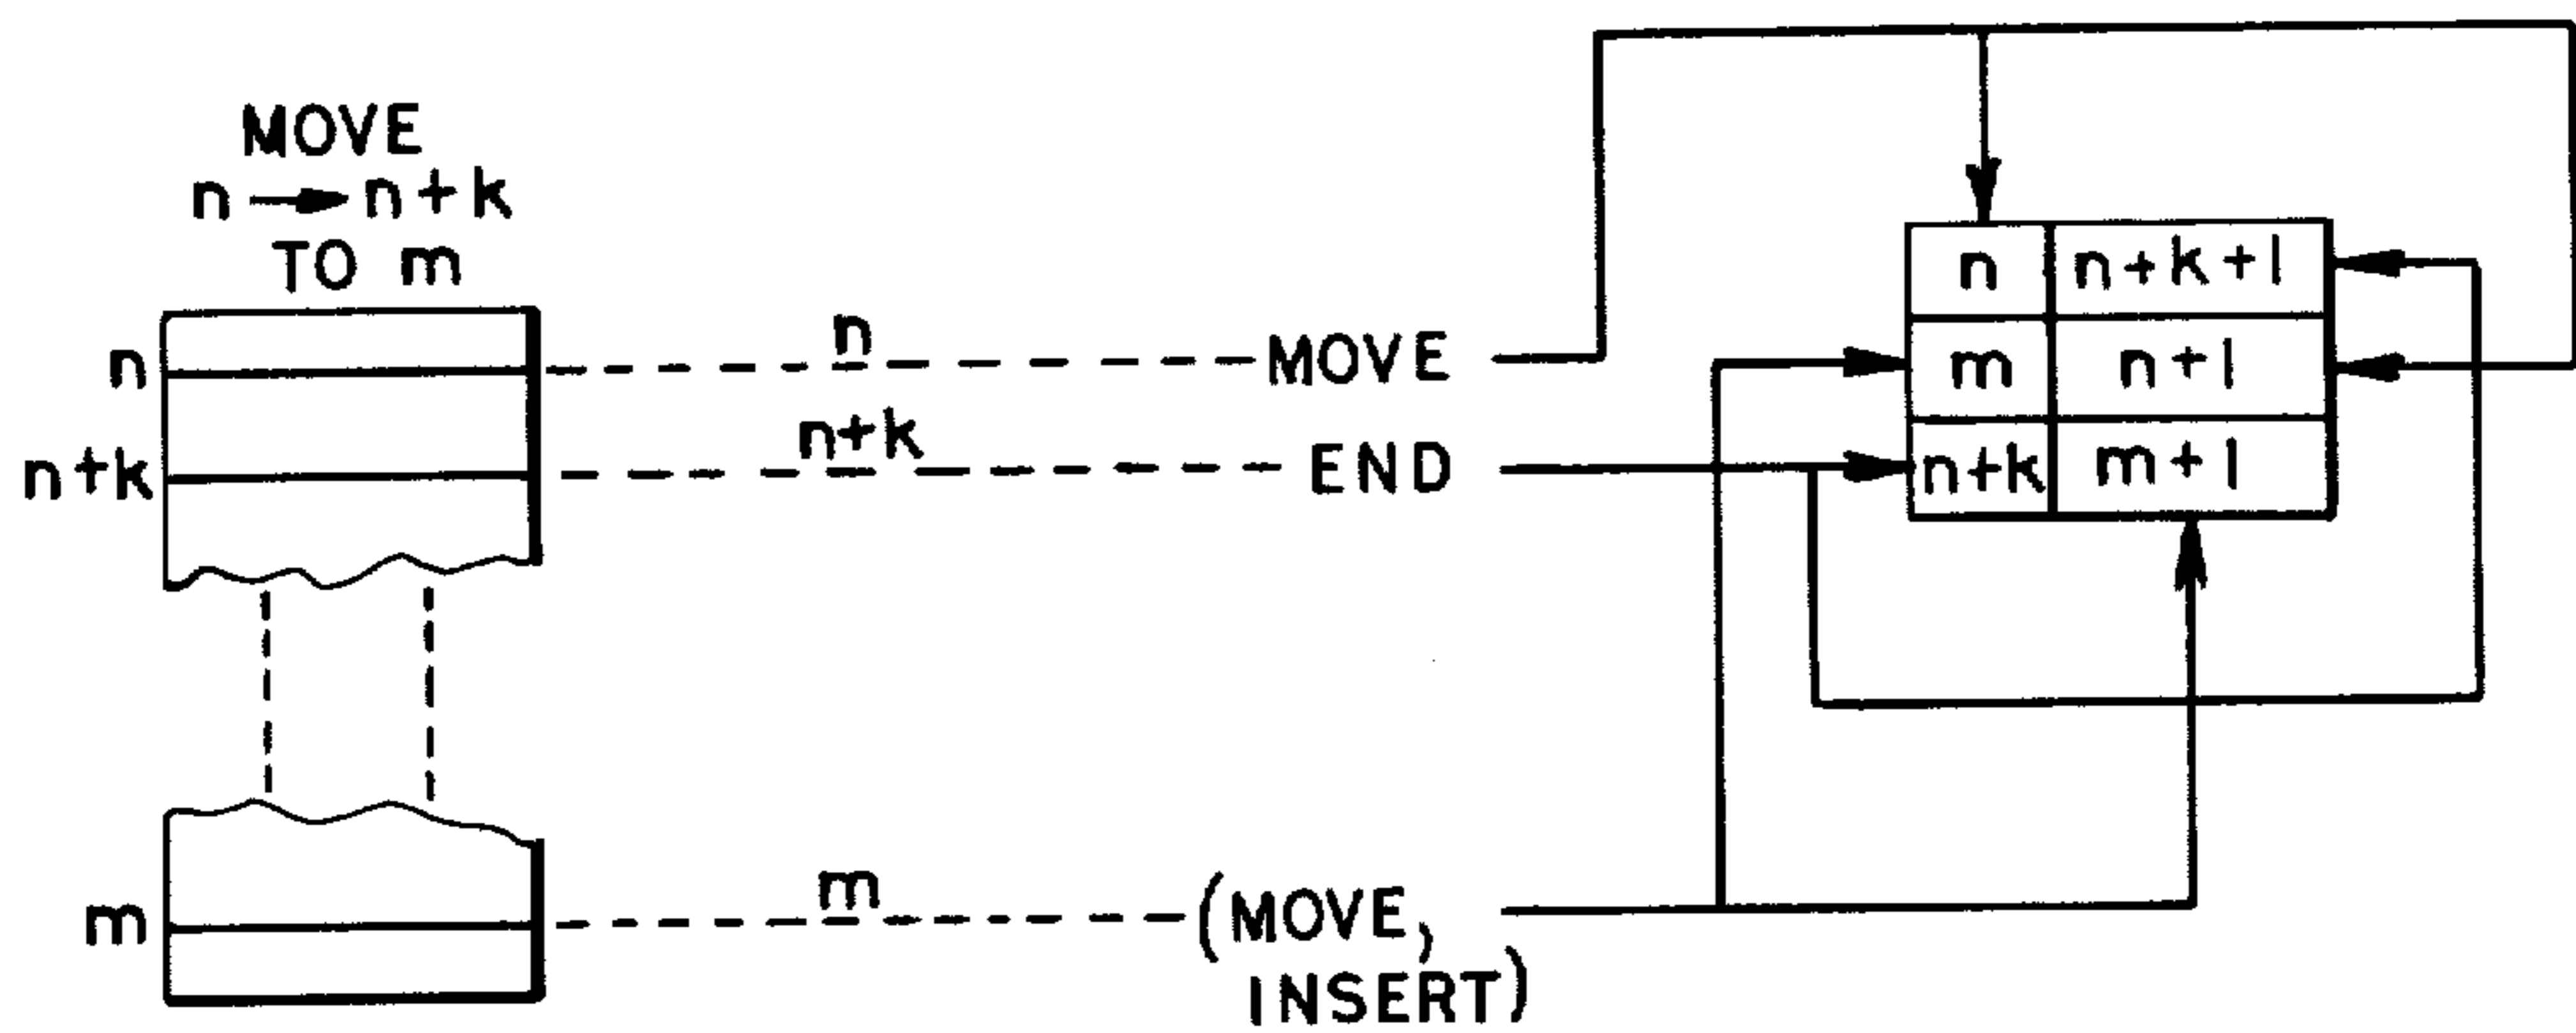 MOVE
n → n+k
TO m
n
n
MOVE
n+k
n+k
END
m
m
(MOVE,
INSERT)
n n+k+1
m n+1
n+k m+1